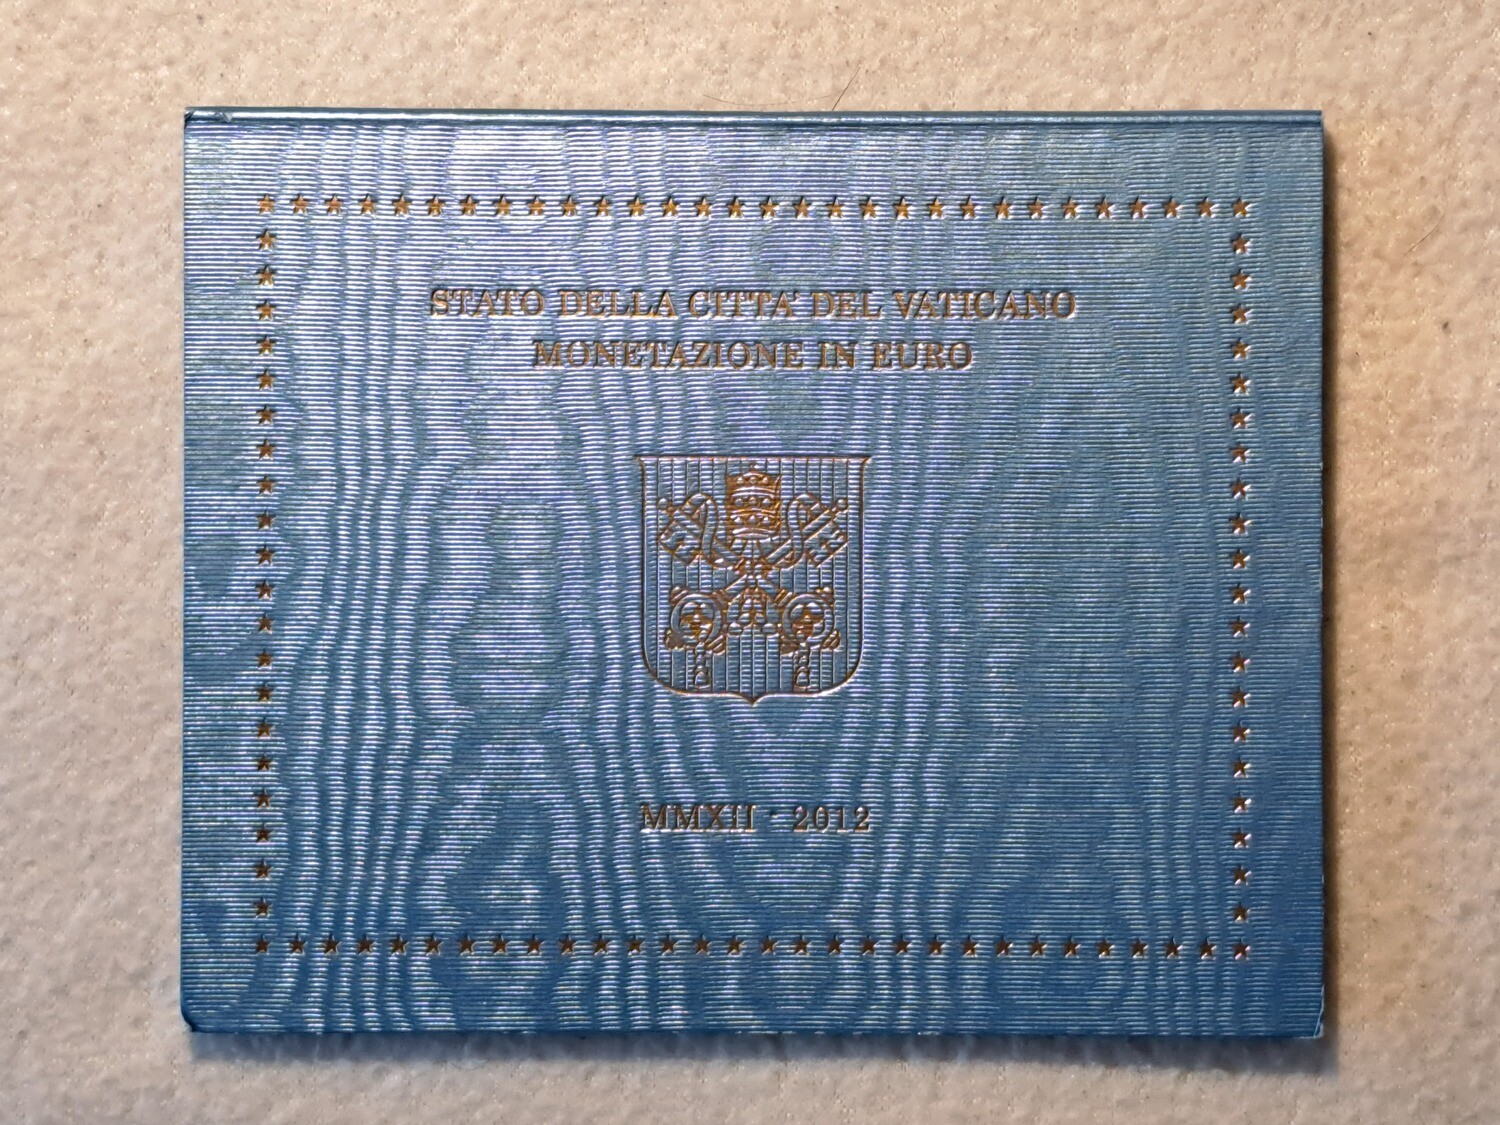 STATO DELLA CITTA' DEL VATICANO
MONETAZIONE IN EURO
MMXII · 2012